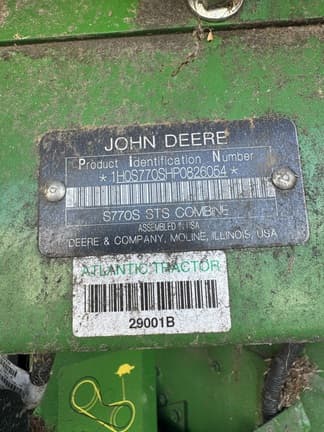 JOHN DEERE
Product Identification Number
*1H0S770SHP0826054*
S770S STS COMBINE
ASSEMBLED IN USA
DEERE & COMPANY, MOLINE, ILLINOIS, USA
ATLANTIC TRACTOR
29001B